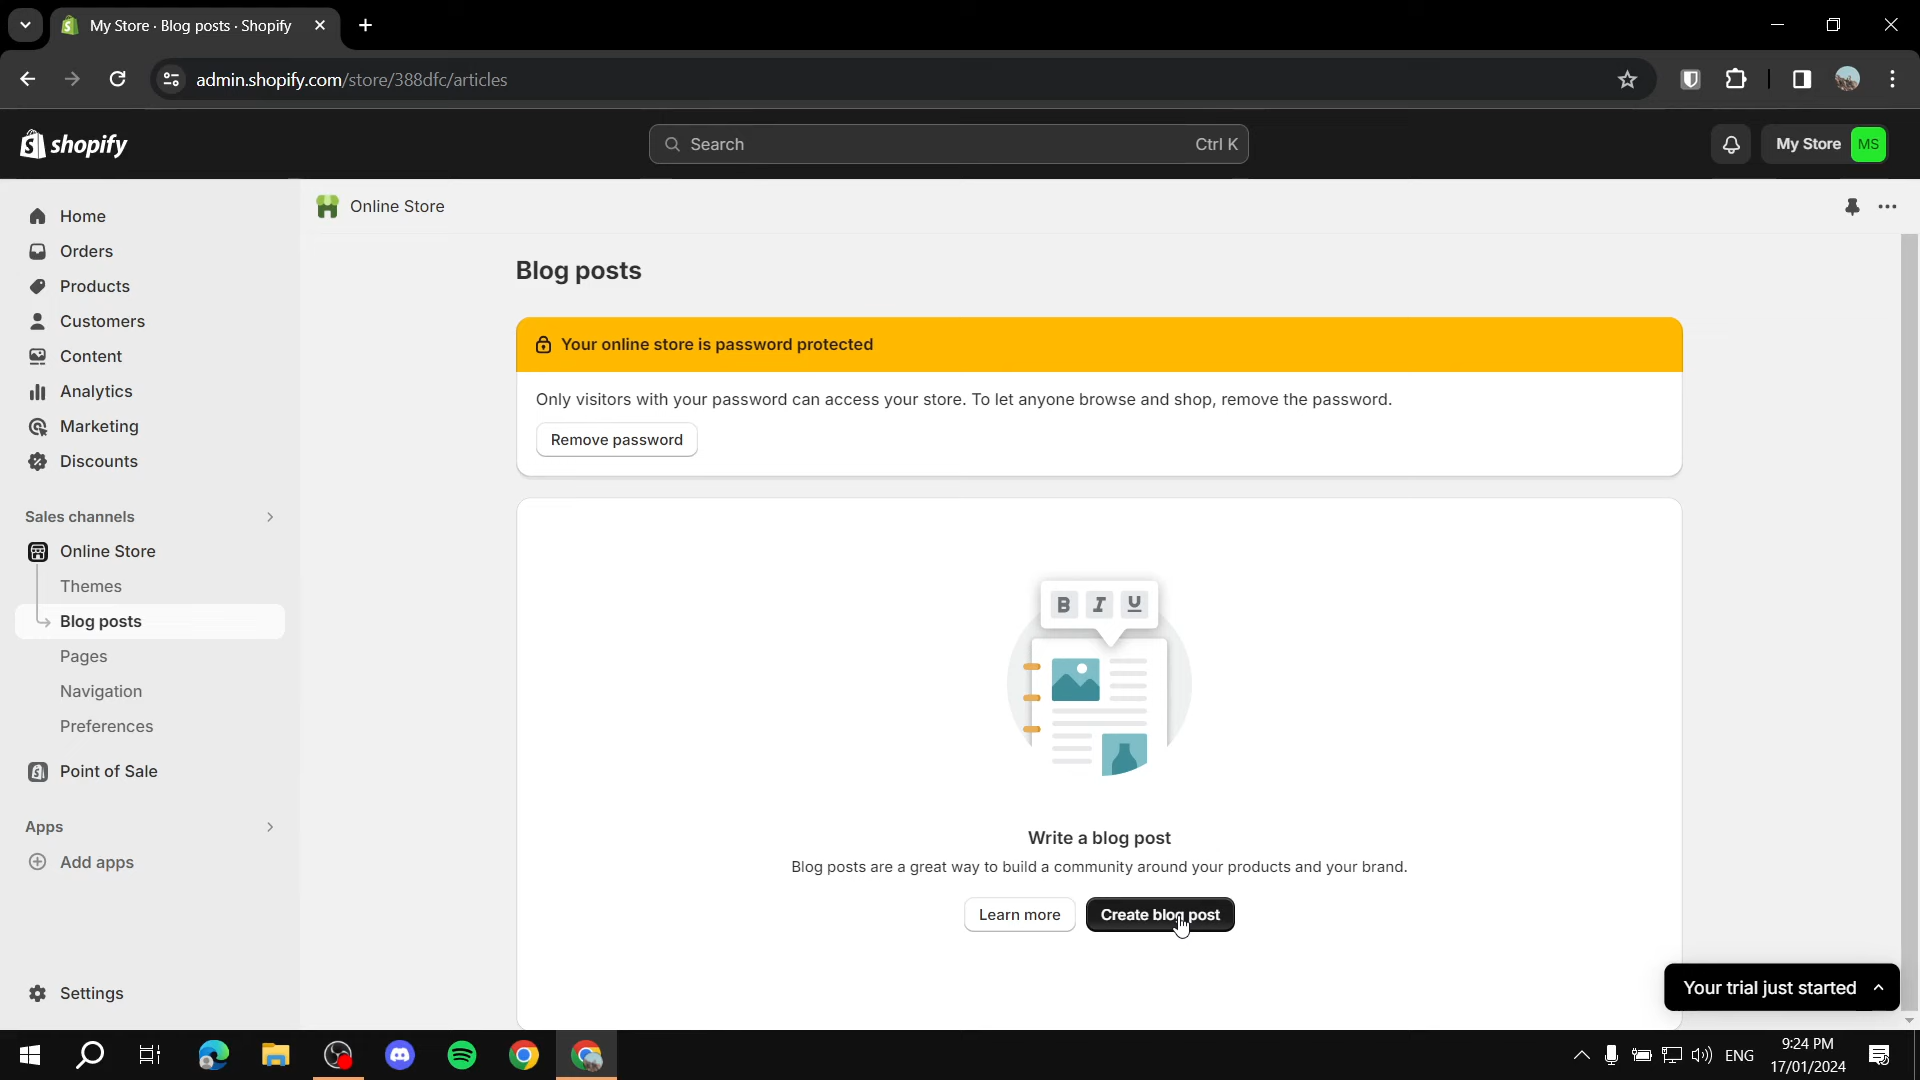 My Store · Blog posts · Shopify
admin.shopify.com/store/388dfc/articles
shopify
Search
Ctrl K
My Store
MS
Home
Orders
Products
Customers
Content
Analytics
Marketing
Discounts
Sales channels
Online Store
Themes
Blog posts
Pages
Navigation
Preferences
Point of Sale
Apps
Add apps
Settings
Online Store
Blog posts
Your online store is password protected
Only visitors with your password can access your store. To let anyone browse and shop, remove the password.
Remove password
B I U
Write a blog post
Blog posts are a great way to build a community around your products and your brand.
Learn more
Create blog post
Your trial just started
ENG
9:24 PM
17/01/2024